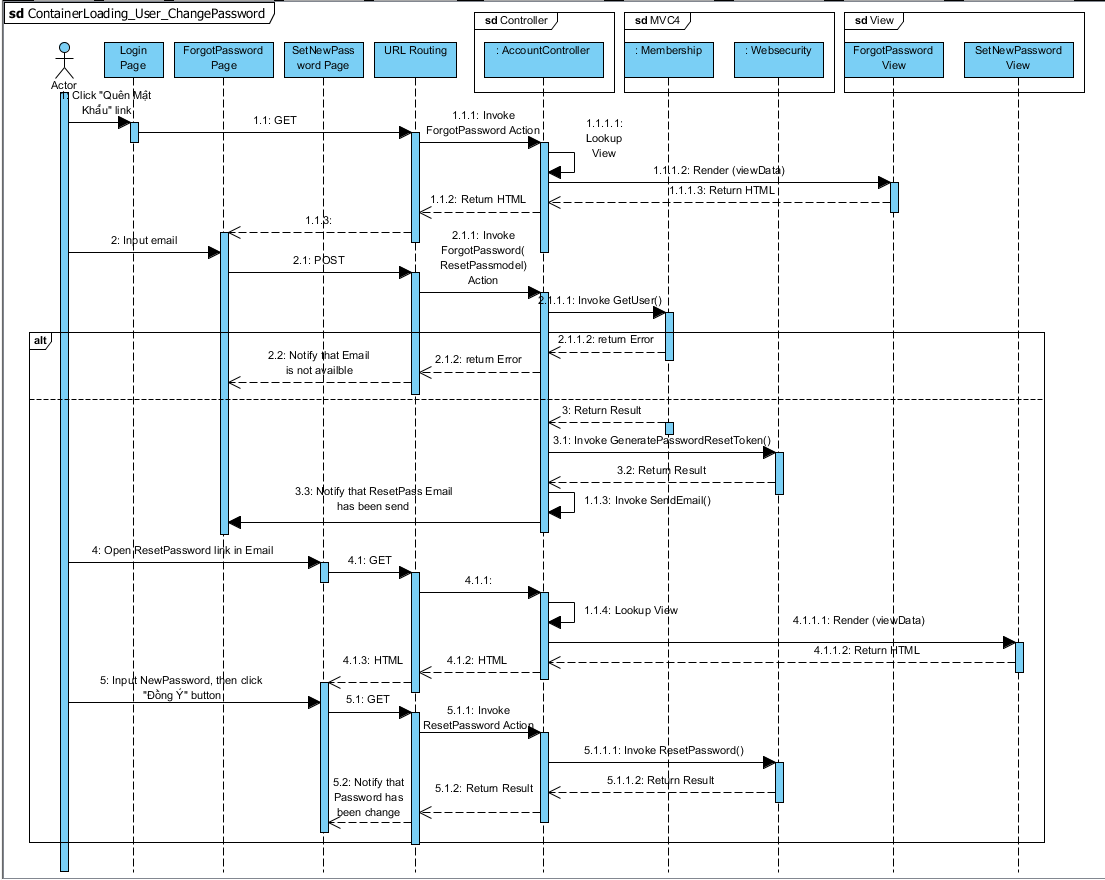 sd ContainerLoading_User_ChangePassword
sd Controller
sd MVC4
sd View
Login
Page
ForgotPassword
Page
SetNewPass
word Page
URL Routing
: AccountController
: Membership
: Websecurity
ForgotPassword
View
SetNewPassword
View
Actor
1: Click "Quên Mật
Khẩu" link
1.1: GET
1.1.1: Invoke
ForgotPassword Action
1.1.1.1:
Lookup
View
1.1.1.2: Render (viewData)
1.1.1.3: Return HTML
1.1.2: Return HTML
1.1.3:
2: Input email
2.1: POST
2.1.1: Invoke
ForgotPassword(
ResetPassmodel)
Action
2.1.1.1: Invoke GetUser()
alt
2.1.1.2: return Error
2.1.2: return Error
2.2: Notify that Email
is not availble
3: Return Result
3.1: Invoke GeneratePasswordResetToken()
3.2: Return Result
1.1.3: Invoke SendEmail()
3.3: Notify that ResetPass Email
has been send
4: Open ResetPassword link in Email
4.1: GET
4.1.1:
1.1.4: Lookup View
4.1.1.1: Render (viewData)
4.1.1.2: Return HTML
4.1.2: HTML
4.1.3: HTML
5: Input NewPassword, then click
"Đồng Ý" button
5.1: GET
5.1.1: Invoke
ResetPassword Action
5.1.1.1: Invoke ResetPassword()
5.1.1.2: Return Result
5.1.2: Return Result
5.2: Notify that
Password has
been change